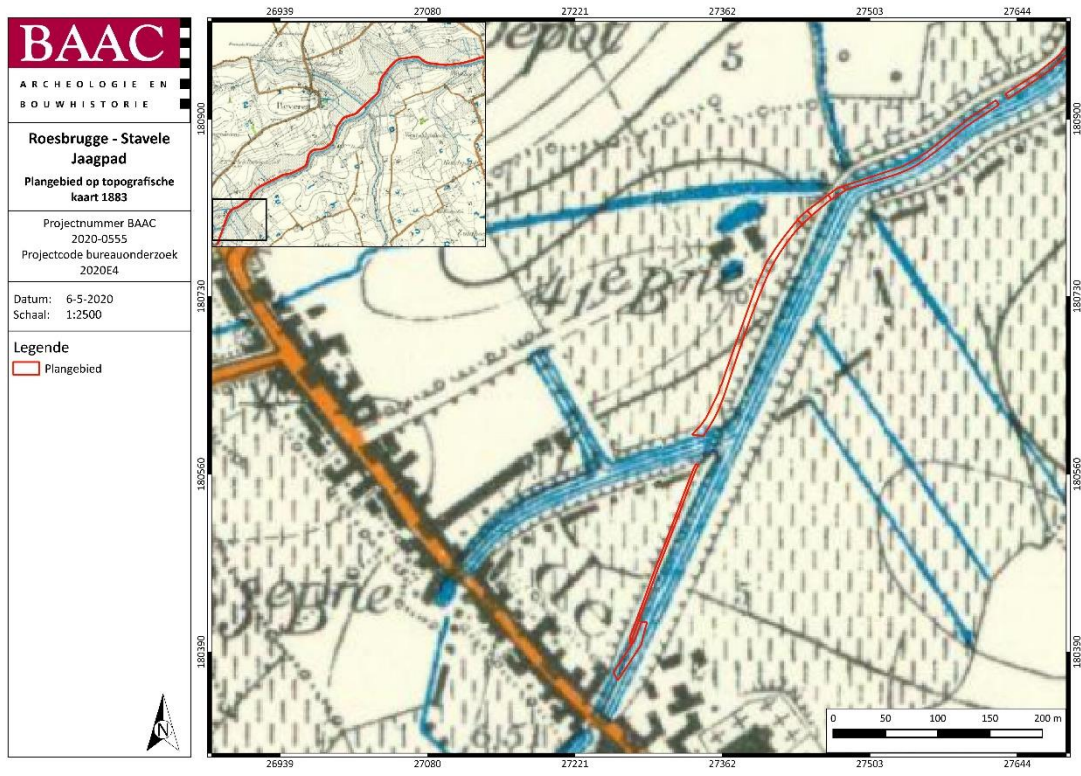 BAAC
ARCHEOLOGIE EN
BOUWHISTORIE
Roesbrugge - Stavele
Jaagpad
Plangebied op topografische
kaart 1883
Projectnummer BAAC
2020-0555
Projectcode bureauonderzoek
2020E4
Datum: 6-5-2020
Schaal: 1:2500
Legende
Plangebied
N
26939 27080 27221 27362 27503 27644
180900 180900
180730 180730
180560 180560
180390 180390
5
5
0 50 100 150 200 m
26939 27080 27221 27362 27503 27644